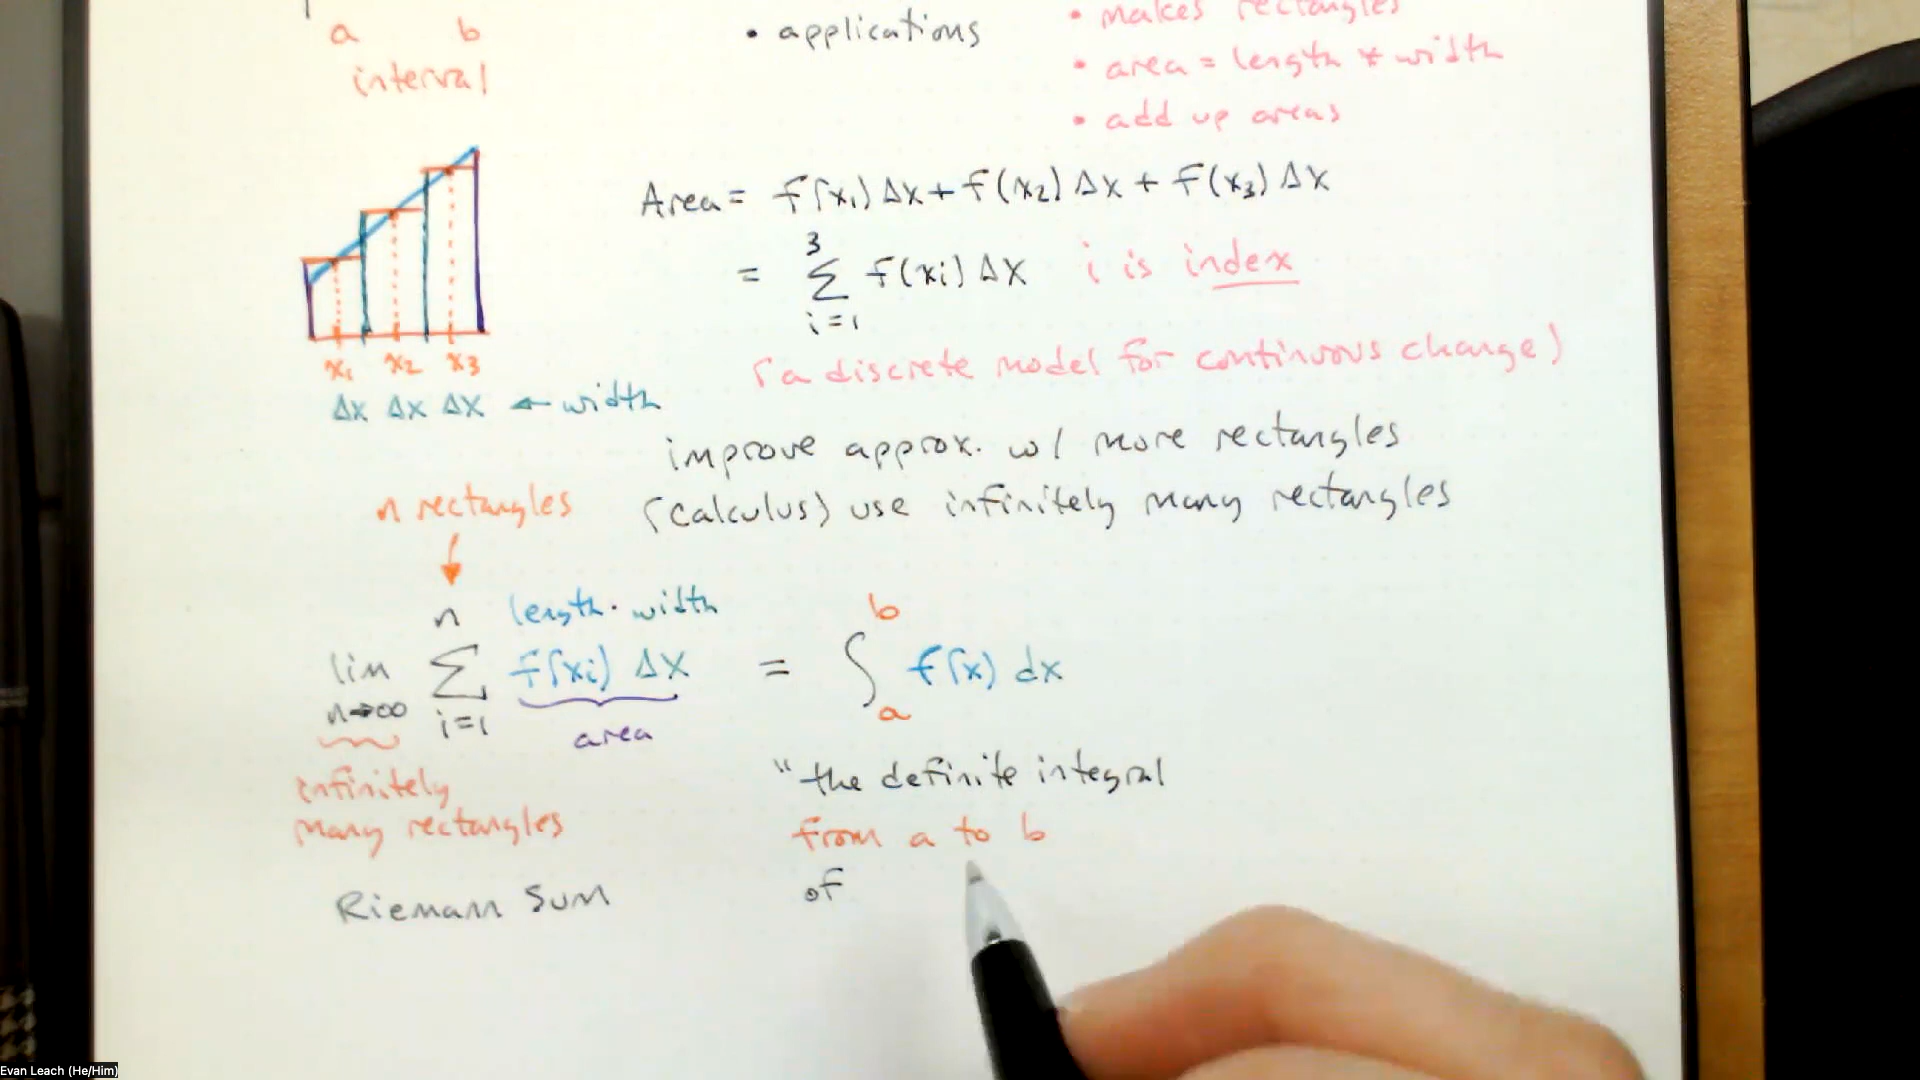 a b
interval
• applications
• makes rectangles
• area = length * width
• add up areas
Area = f(x₁) Δx + f(x₂) Δx + f(x₃) Δx
= 3 Σ i=1 f(xi) Δx i is index
x₁ x₂ x₃
(a discrete model for continuous change)
Δx Δx Δx ← width
improve approx. w/ more rectangles
n rectangles
(calculus) use infinitely many rectangles
length · width
lim n→∞ n Σ i=1 f(xi) Δx = ∫ b a f(x) dx
area
infinitely
many rectangles
"the definite integral
from a to b
of
Riemann Sum
Evan Leach (He/Him)